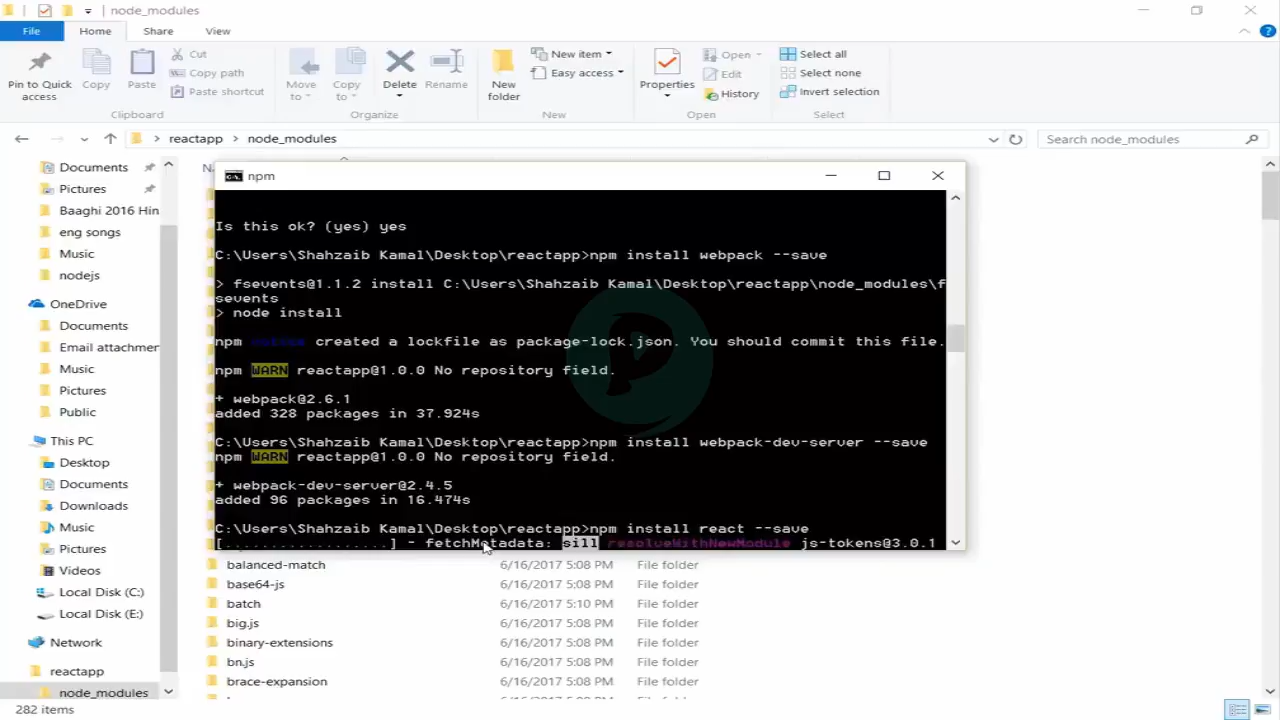 node_modules
File Home Share View
Pin to Quick access
Copy
Paste
Cut
Copy path
Paste shortcut
Clipboard
Move to
Copy to
Delete
Rename
Organize
New folder
New item
Easy access
New
Properties
Open
Edit
History
Open
Select all
Select none
Invert selection
Select
reactapp > node_modules
Search node_modules
Documents
Pictures
Baaghi 2016 Hin
eng songs
Music
nodejs
OneDrive
Documents
Email attachmen
Music
Pictures
Public
This PC
Desktop
Documents
Downloads
Music
Pictures
Videos
Local Disk (C:)
Local Disk (E:)
Network
reactapp
node_modules
282 items
npm
Is this ok? (yes) yes
C:\Users\Shahzaib Kamal\Desktop\reactapp>npm install webpack --save
> fsevents@1.1.2 install C:\Users\Shahzaib Kamal\Desktop\reactapp\node_modules\f
sevents
> node install
npm notice created a lockfile as package-lock.json. You should commit this file.
npm WARN reactapp@1.0.0 No repository field.
+ webpack@2.6.1
added 328 packages in 37.924s
C:\Users\Shahzaib Kamal\Desktop\reactapp>npm install webpack-dev-server --save
npm WARN reactapp@1.0.0 No repository field.
+ webpack-dev-server@2.4.5
added 96 packages in 16.474s
C:\Users\Shahzaib Kamal\Desktop\reactapp>npm install react --save
[..................] - fetchMetadata: sill resolveWithNewModule js-tokens@3.0.1
balanced-match 6/16/2017 5:08 PM File folder
base64-js 6/16/2017 5:08 PM File folder
batch 6/16/2017 5:10 PM File folder
big.js 6/16/2017 5:08 PM File folder
binary-extensions 6/16/2017 5:08 PM File folder
bn.js 6/16/2017 5:08 PM File folder
brace-expansion 6/16/2017 5:08 PM File folder